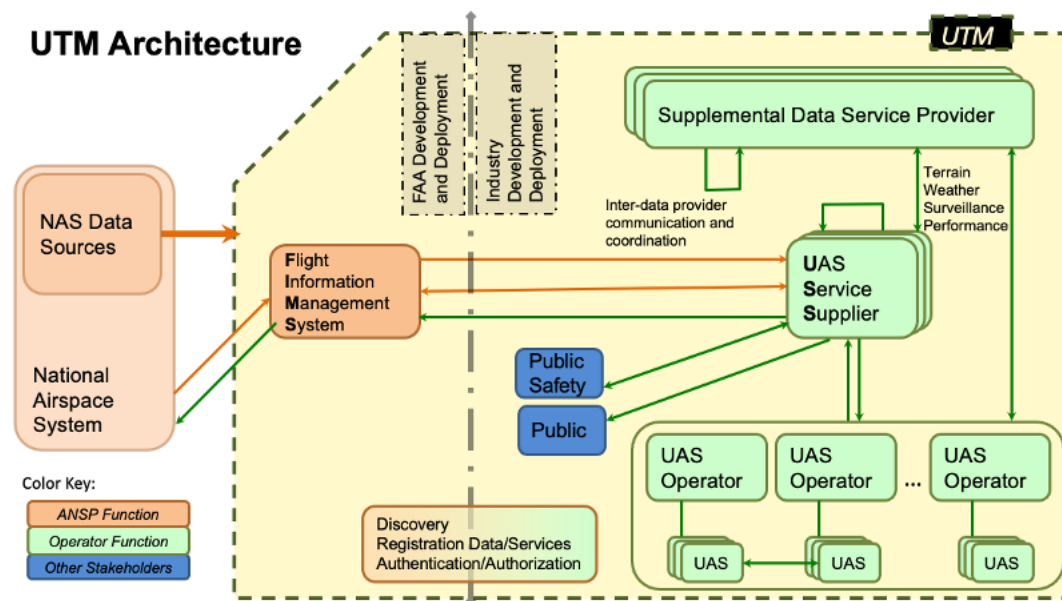 UTM Architecture
UTM
FAA Development
and Deployment
Industry
Development and
Deployment
Supplemental Data Service Provider
NAS Data
Sources
Inter-data provider
communication and
coordination
Terrain
Weather
Surveillance
Performance
Flight
Information
Management
System
UAS
Service
Supplier
National
Airspace
System
Public
Safety
Public
UAS
Operator
UAS
Operator
...
UAS
Operator
UAS
UAS
UAS
Color Key:
ANSP Function
Operator Function
Other Stakeholders
Discovery
Registration Data/Services
Authentication/Authorization